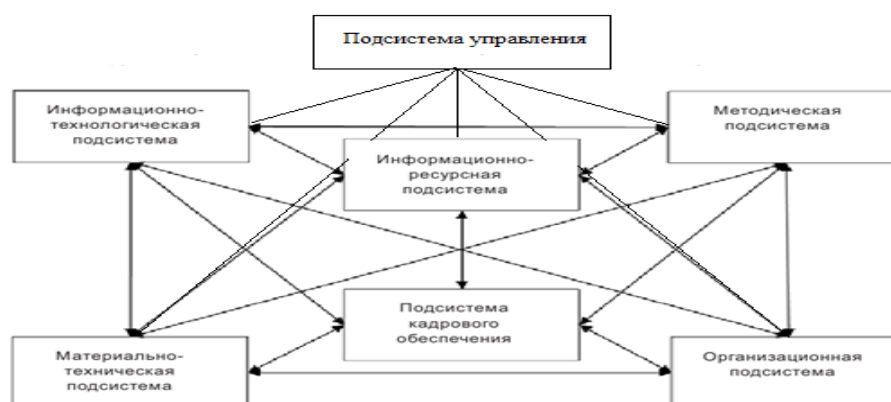 Подсистема управления
Информационно-
технологическая
подсистема
Методическая
подсистема
Информационно-
ресурсная
подсистема
Подсистема
кадрового
обеспечения
Материально-
техническая
подсистема
Организационная
подсистема